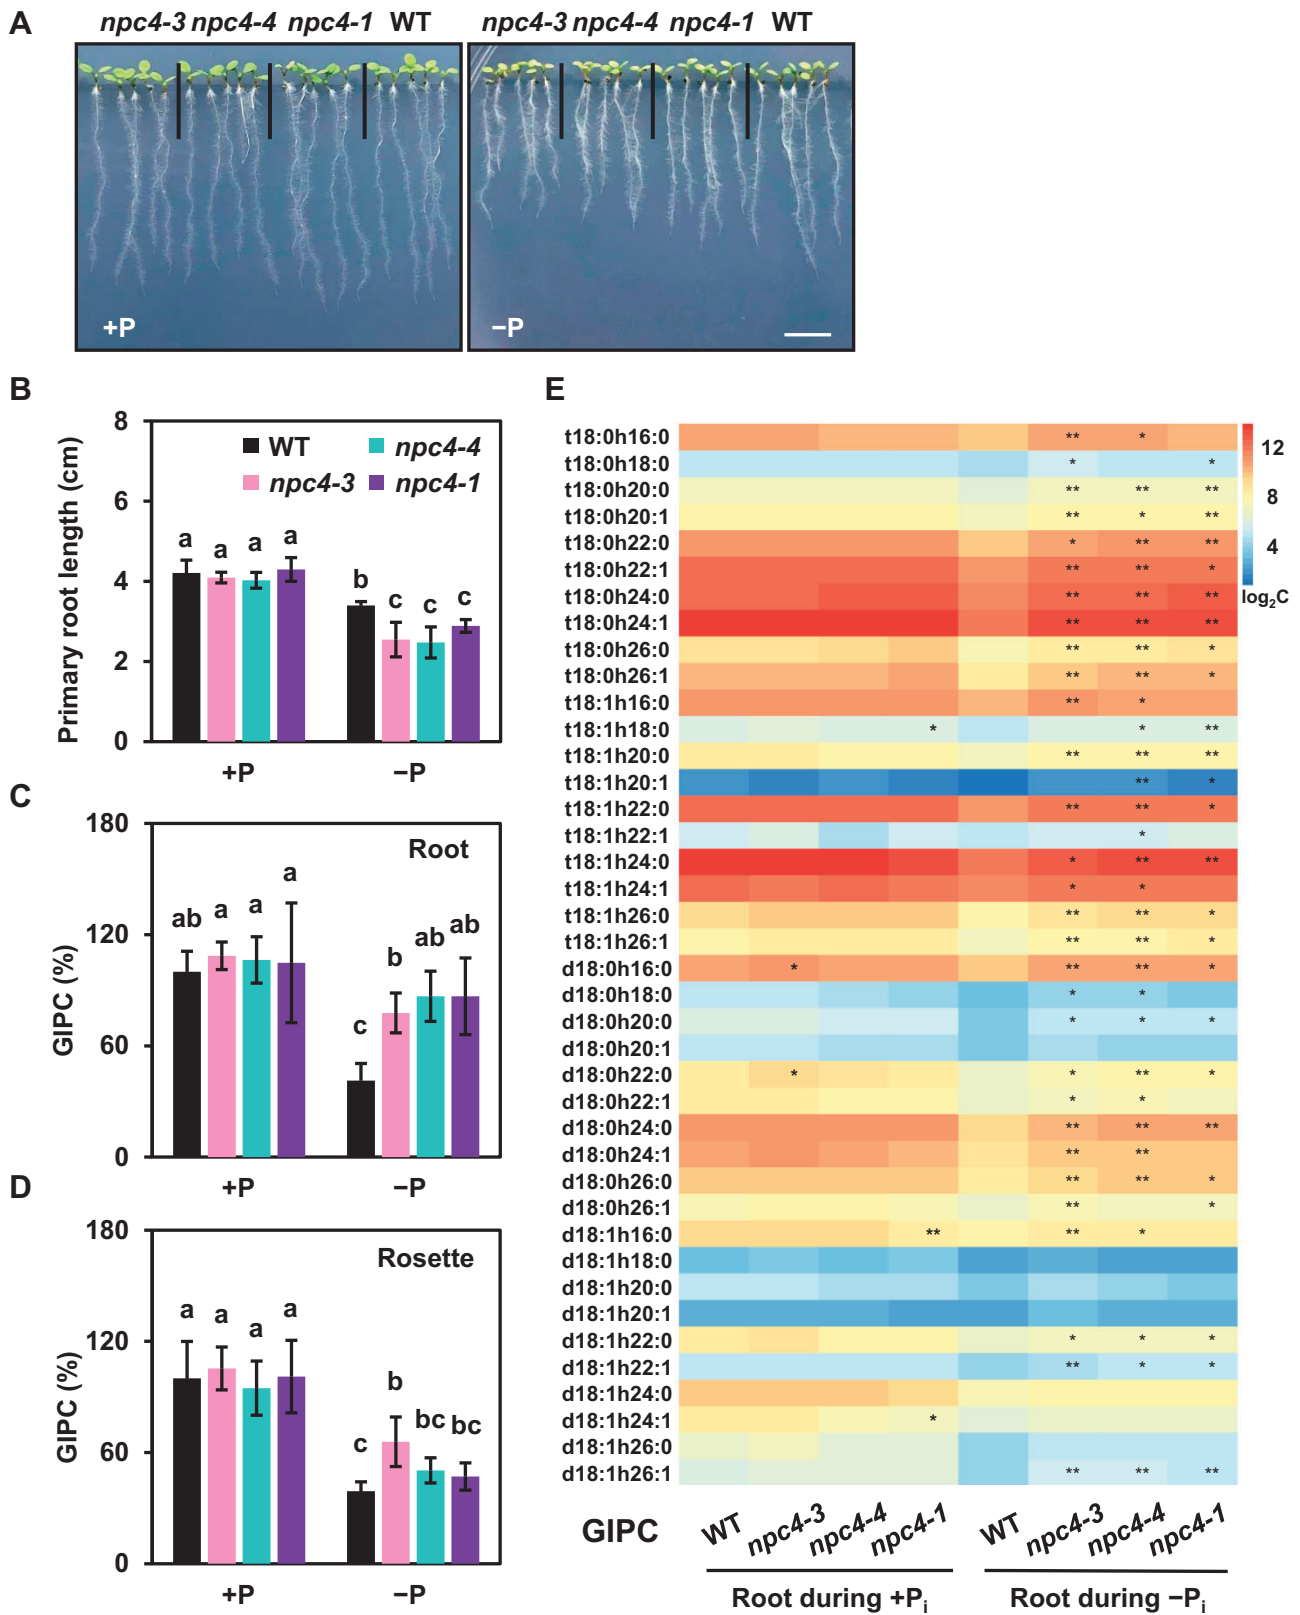 A
npc4-3 npc4-4 npc4-1 WT
npc4-3 npc4-4 npc4-1 WT
+P
−P
B
Primary root length (cm)
8
6
4
2
0
WT
npc4-4
npc4-3
npc4-1
a a a a
b c c c
+P −P
C
GIPC (%)
180
120
60
0
Root
ab a a a
c b ab ab
+P −P
D
GIPC (%)
180
120
60
0
Rosette
a a a a
c b bc bc
+P −P
E
t18:0h16:0 ** *
t18:0h18:0 * *
t18:0h20:0 ** ** **
t18:0h20:1 ** * **
t18:0h22:0 * ** **
t18:0h22:1 ** ** *
t18:0h24:0 ** ** **
t18:0h24:1 ** ** **
t18:0h26:0 ** ** *
t18:0h26:1 ** ** *
t18:1h16:0 ** *
t18:1h18:0 * * **
t18:1h20:0 ** ** **
t18:1h20:1 ** *
t18:1h22:0 ** ** *
t18:1h22:1 *
t18:1h24:0 * ** **
t18:1h24:1 * *
t18:1h26:0 ** ** *
t18:1h26:1 ** ** *
d18:0h16:0 * ** ** *
d18:0h18:0 * *
d18:0h20:0 * * *
d18:0h20:1
d18:0h22:0 * * ** *
d18:0h22:1 * *
d18:0h24:0 ** ** **
d18:0h24:1 ** **
d18:0h26:0 ** ** *
d18:0h26:1 ** *
d18:1h16:0 ** ** *
d18:1h18:0
d18:1h20:0
d18:1h20:1
d18:1h22:0 * * *
d18:1h22:1 ** * *
d18:1h24:0
d18:1h24:1 *
d18:1h26:0
d18:1h26:1 ** ** **
12
8
4
log₂C
GIPC
WT npc4-3 npc4-4 npc4-1
WT npc4-3 npc4-4 npc4-1
Root during +Pᵢ
Root during −Pᵢ